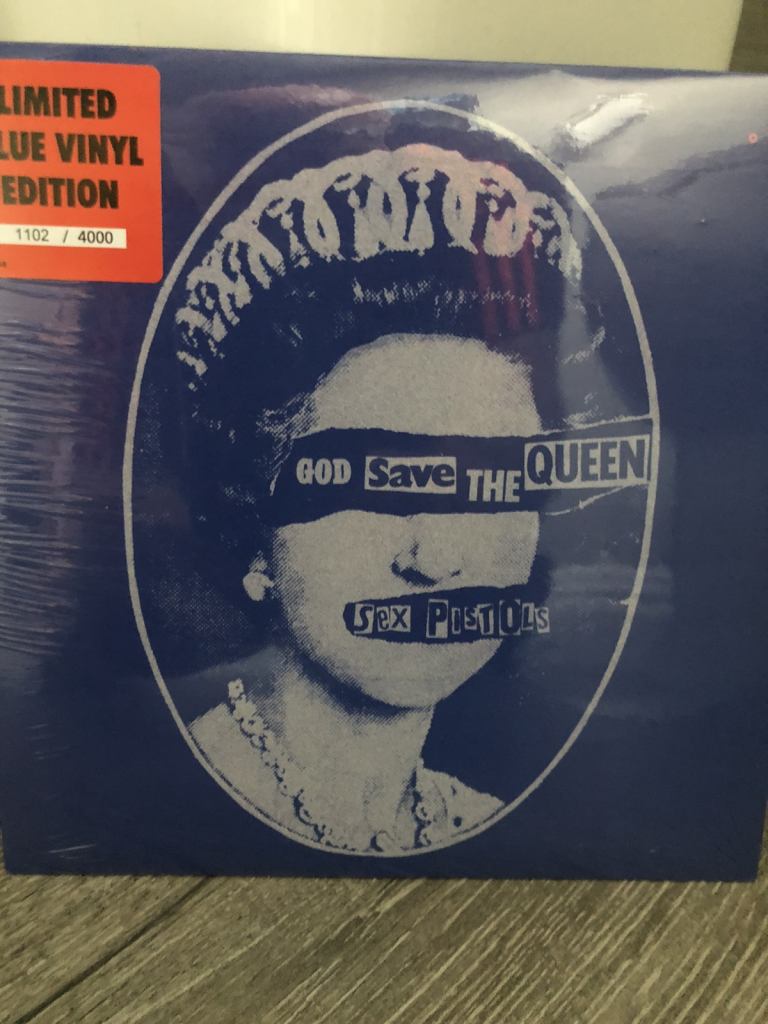 LIMITED
LUE VINYL
EDITION
1102 / 4000
GOD Save THE QUEEN
SEX PISTOLS